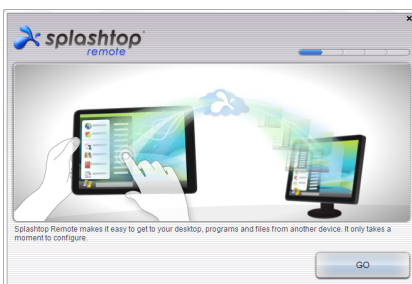 splashtop
remote
Splashtop Remote makes it easy to get to your desktop, programs and files from another device. It only takes a
moment to configure.
GO